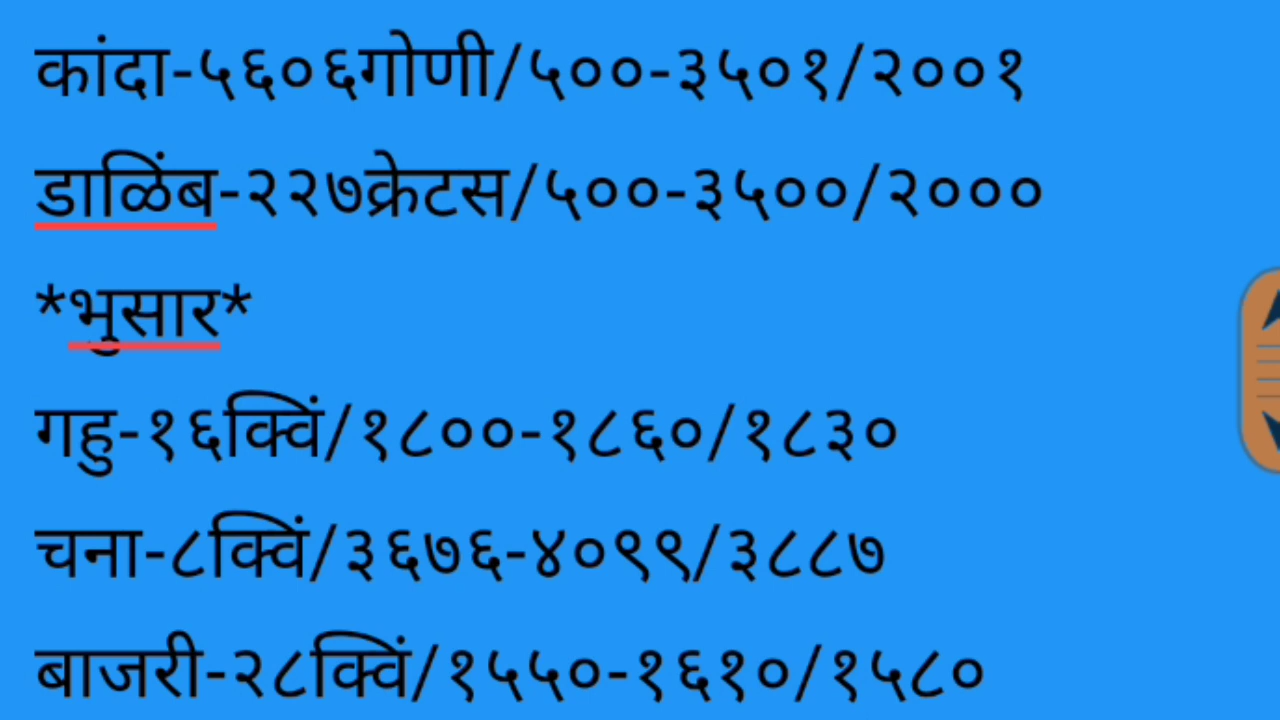 कांदा-५६०६गोणी/५००-३५०१/२००१
डाळिंब-२२७क्रेटस/५००-३५००/२०००
*भुसार*
गहु-१६क्विं/१८००-१८६०/१८३०
चना-८क्विं/३६७६-४०९९/३८८७
बाजरी-२८क्विं/१५५०-१६१०/१५८०